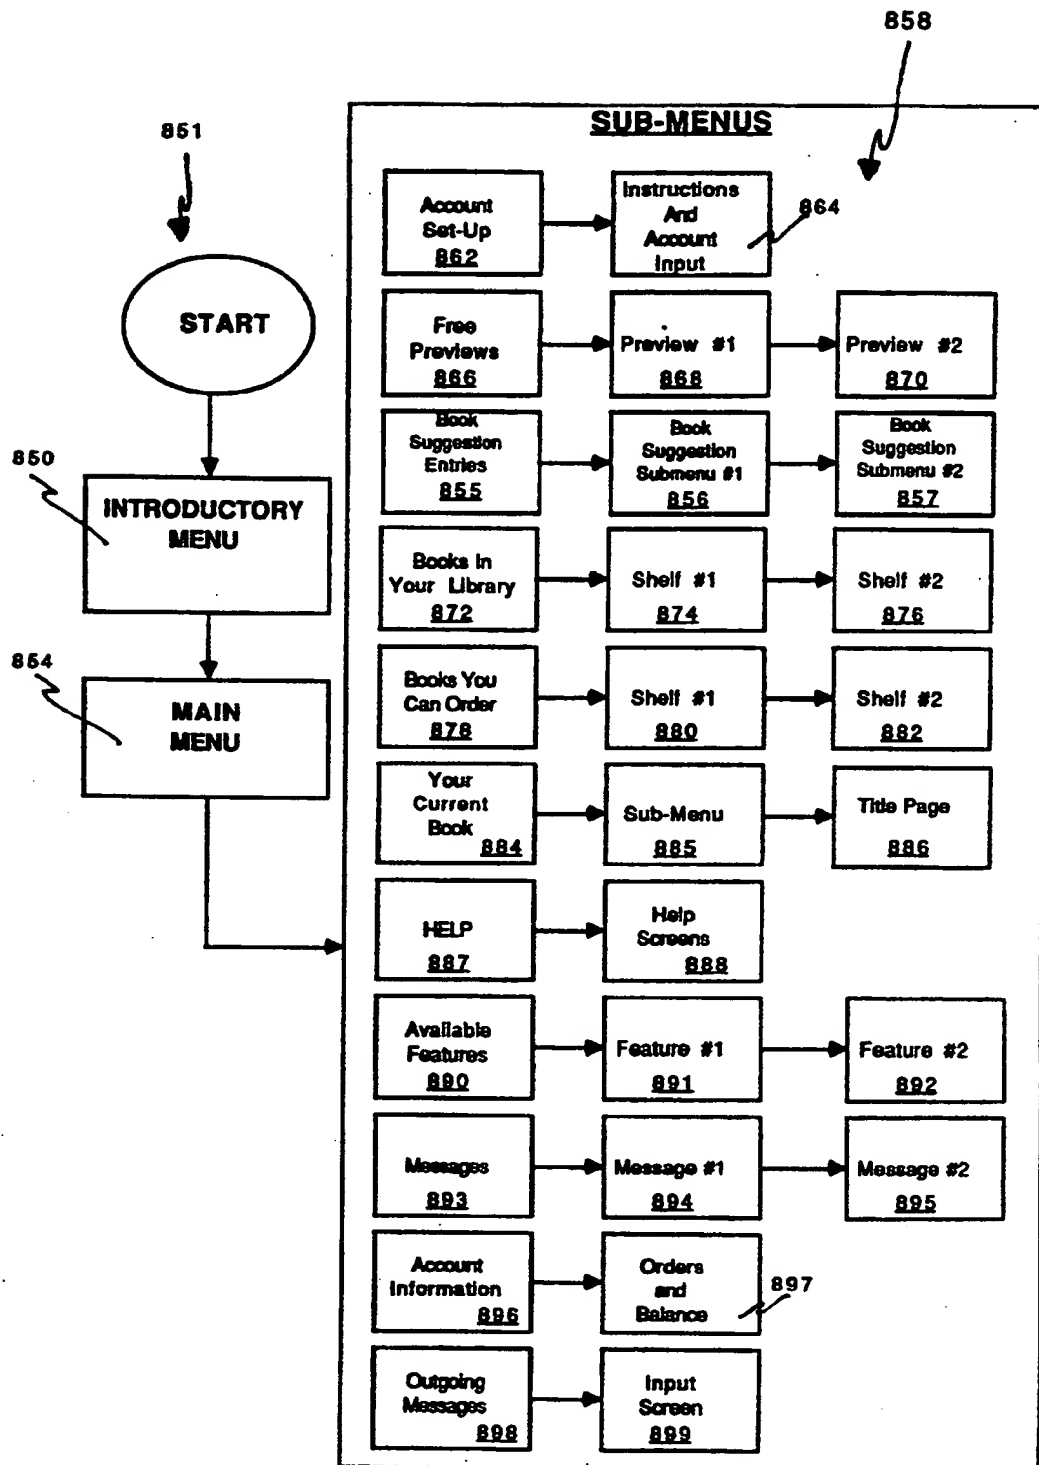 858
851
SUB-MENUS
START
850
INTRODUCTORY
MENU
854
MAIN
MENU
Account
Set-Up
862
Instructions
And
Account
Input
864
Free
Previews
866
Preview #1
868
Preview #2
870
Book
Suggestion
Entries
855
Book
Suggestion
Submenu #1
856
Book
Suggestion
Submenu #2
857
Books In
Your Library
872
Shelf #1
874
Shelf #2
876
Books You
Can Order
878
Shelf #1
880
Shelf #2
882
Your
Current
Book
884
Sub-Menu
885
Title Page
886
HELP
887
Help
Screens
888
Available
Features
890
Feature #1
891
Feature #2
892
Messages
893
Message #1
894
Message #2
895
Account
Information
896
Orders
and
Balance
897
Outgoing
Messages
898
Input
Screen
899